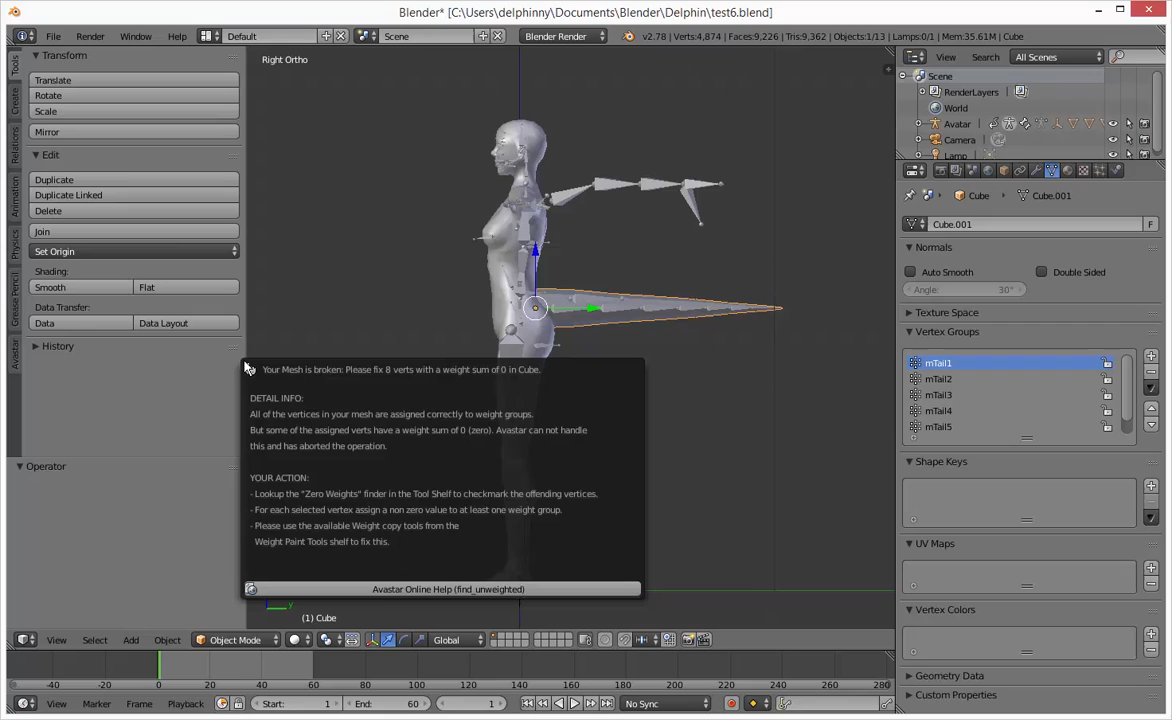 Blender* [C:\Users\delphinny\Documents\Blender\Delphin\test6.blend]
File Render Window Help Default Scene Blender Render v2.78 | Verts:4,874 | Faces:9,226 | Tris:9,362 | Objects:1/13 | Lamps:0/1 | Mem:35.61M | Cube
Tools
Create
Relations
Animation
Physics
Grease Pencil
Avastar
Transform
Translate
Rotate
Scale
Mirror
Edit
Duplicate
Duplicate Linked
Delete
Join
Set Origin
Shading:
Smooth Flat
Data Transfer:
Data Data Layout
History
Operator
Right Ortho
Your Mesh is broken: Please fix 8 verts with a weight sum of 0 in Cube.
DETAIL INFO:
All of the vertices in your mesh are assigned correctly to weight groups.
But some of the assigned verts have a weight sum of 0 (zero). Avastar can not handle
this and has aborted the operation.
YOUR ACTION:
- Lookup the "Zero Weights" finder in the Tool Shelf to checkmark the offending vertices.
- For each selected vertex assign a non zero value to at least one weight group.
- Please use the available Weight copy tools from the
Weight Paint Tools shelf to fix this.
Avastar Online Help (find_unweighted)
y
(1) Cube
View Search All Scenes
Scene
RenderLayers
World
Avatar
Camera
Lamp
Cube Cube.001
Cube.001 F
Normals
Auto Smooth Double Sided
Angle: 30°
Texture Space
Vertex Groups
mTail1
mTail2
mTail3
mTail4
mTail5
Shape Keys
UV Maps
Vertex Colors
Geometry Data
Custom Properties
View Select Add Object Object Mode Global
-40 -20 0 20 40 60 80 100 120 140 160 180 200 220 240 260 280
View Marker Frame Playback Start: 1 End: 60 1 No Sync